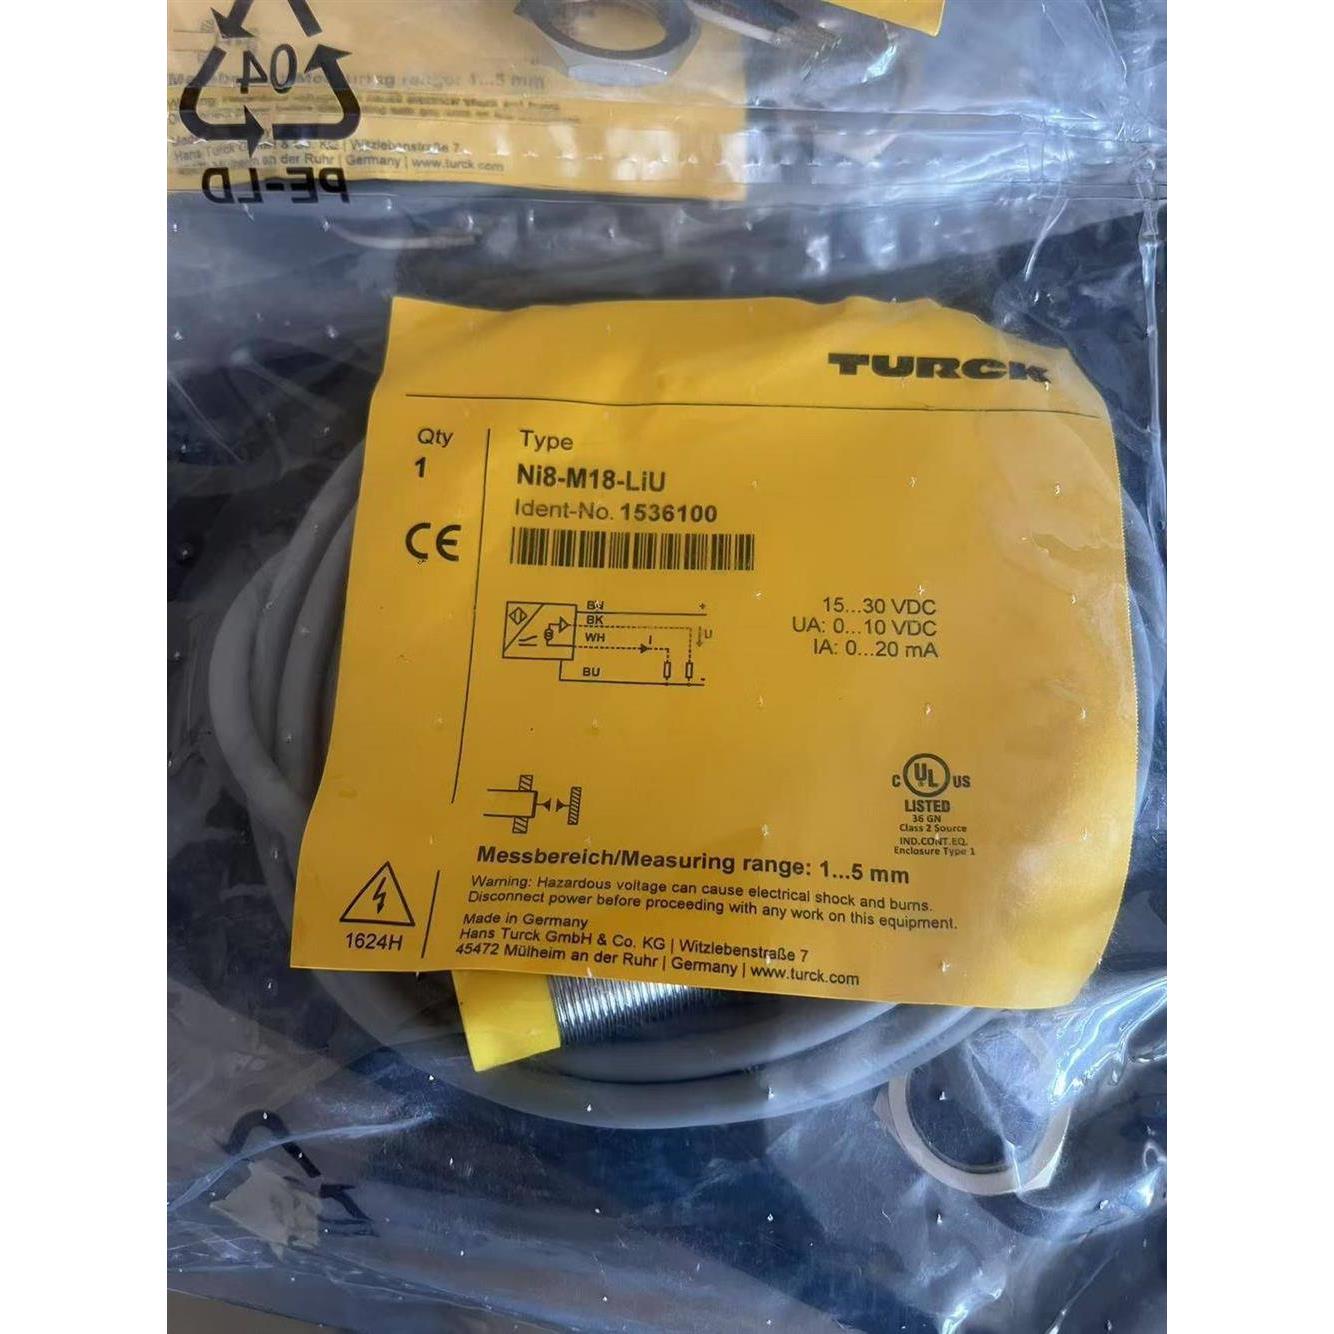 04
PE-LD
Hans Turck GmbH & Co. KG | Witzlebenstraße 7
Mülheim an der Ruhr | Germany | www.turck.com
TURCK
Qty
1
Type
Ni8-M18-LiU
Ident-No. 1536100
CE
BK
WH
I
U
BU
+
-
15...30 VDC
UA: 0...10 VDC
IA: 0...20 mA
C UL US
LISTED
36 GN
Class 2 Source
IND.CONT.EQ.
Enclosure Type 1
Messbereich/Measuring range: 1...5 mm
Warning: Hazardous voltage can cause electrical shock and burns.
Disconnect power before proceeding with any work on this equipment.
1624H
Made in Germany
Hans Turck GmbH & Co. KG | Witzlebenstraße 7
45472 Mülheim an der Ruhr | Germany | www.turck.com